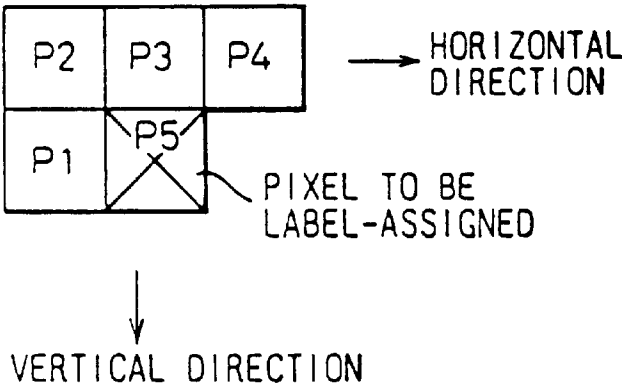 P2 P3 P4
HORIZONTAL
DIRECTION
P1 P5
PIXEL TO BE
LABEL-ASSIGNED
VERTICAL DIRECTION